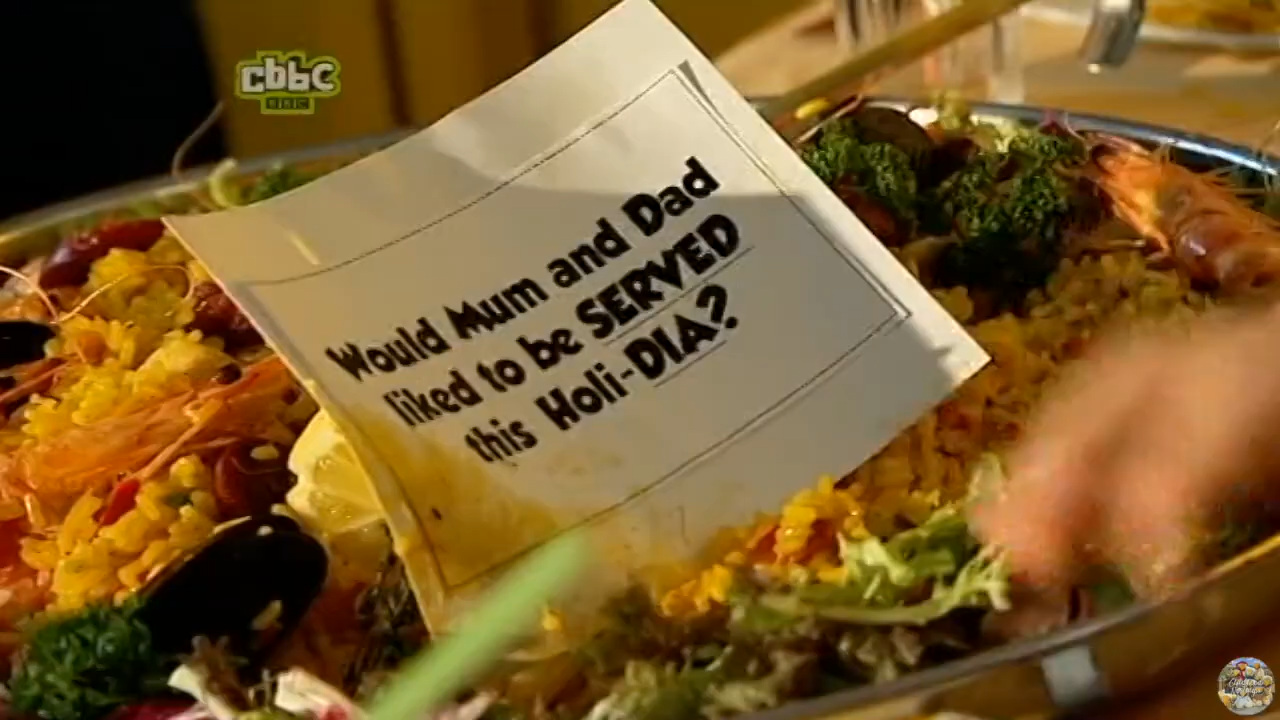 cbbc
BBC
Would Mum and Dad
liked to be SERVED
this Holi-DIA?